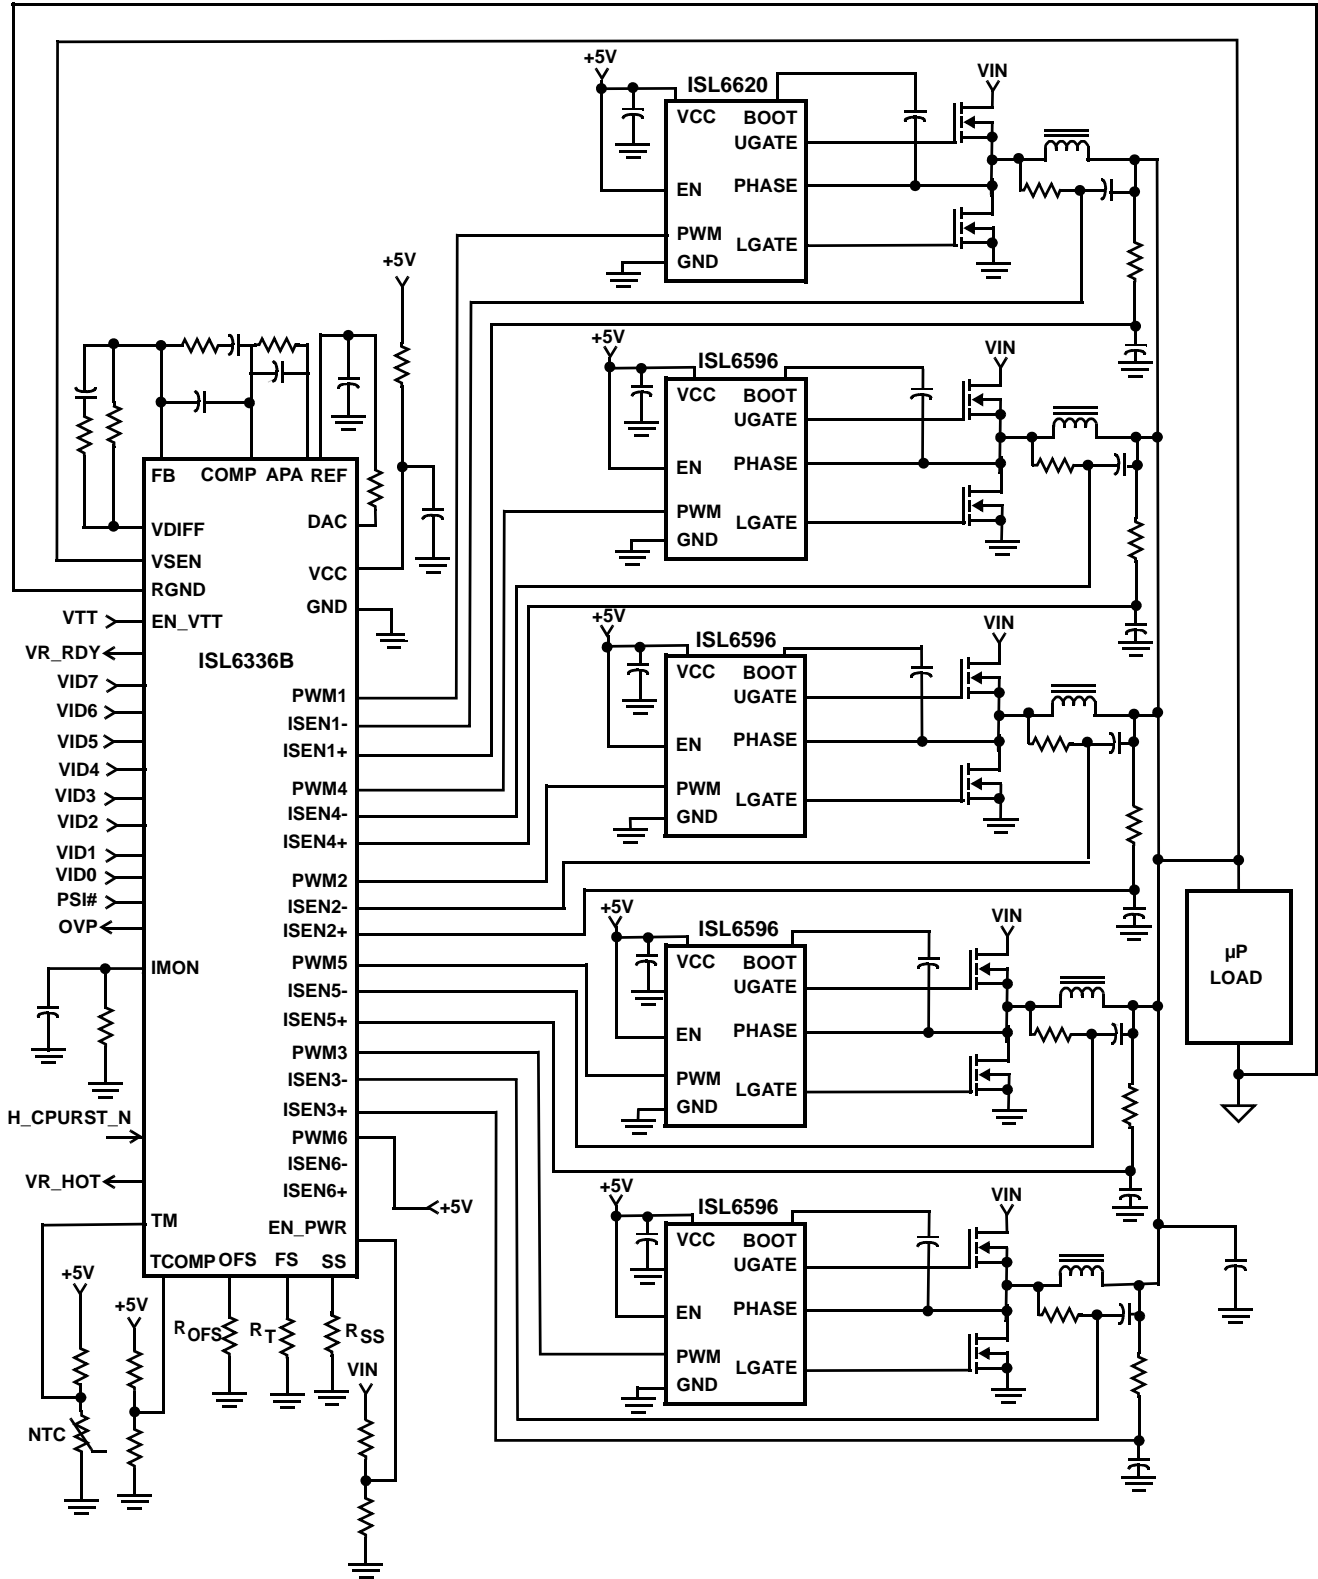 +5V
ISL6620
VIN
VCC
BOOT
UGATE
EN
PHASE
PWM
LGATE
GND
+5V
+5V
ISL6596
VIN
VCC
BOOT
UGATE
EN
PHASE
PWM
LGATE
GND
+5V
ISL6596
VIN
VCC
BOOT
UGATE
EN
PHASE
PWM
LGATE
GND
+5V
ISL6596
VIN
VCC
BOOT
UGATE
EN
PHASE
PWM
LGATE
GND
+5V
ISL6596
VIN
VCC
BOOT
UGATE
EN
PHASE
PWM
LGATE
GND
µP
LOAD
FB
COMP
APA
REF
VDIFF
DAC
VSEN
VCC
RGND
GND
VTT
EN_VTT
VR_RDY
ISL6336B
VID7
VID6
VID5
VID4
VID3
VID2
VID1
VID0
PSI#
OVP
IMON
PWM1
ISEN1-
ISEN1+
PWM4
ISEN4-
ISEN4+
PWM2
ISEN2-
ISEN2+
PWM5
ISEN5-
ISEN5+
PWM3
ISEN3-
ISEN3+
PWM6
ISEN6-
ISEN6+
+5V
H_CPURST_N
VR_HOT
TM
EN_PWR
TCOMP
OFS
FS
SS
+5V
+5V
ROFS
RT
RSS
VIN
NTC